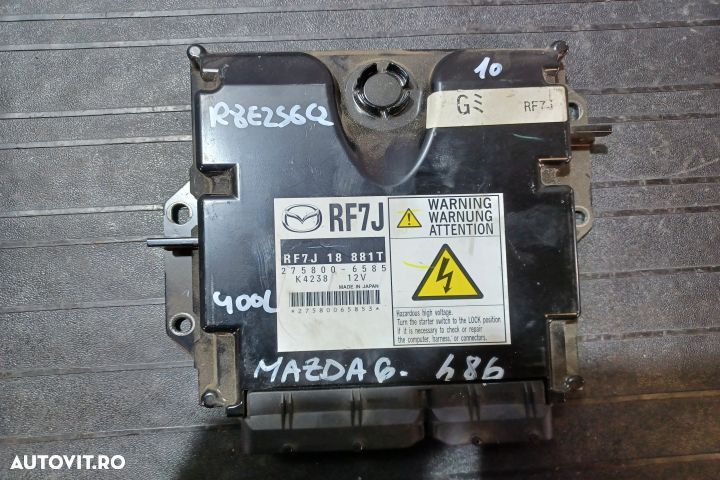 10
GE RF7J
R8E2S6Q
RF7J
RF7J 18 881T
275800-6585
K4238 12V
MADE IN JAPAN
*27580065853*
WARNING
WARNUNG
ATTENTION
Hazardous high voltage.
Turn the starter switch to the LOCK position
if it is necessary to check or repair
the computer, harness, or connectors.
400L
MAZDA 6. 486
AUTOVIT.RO